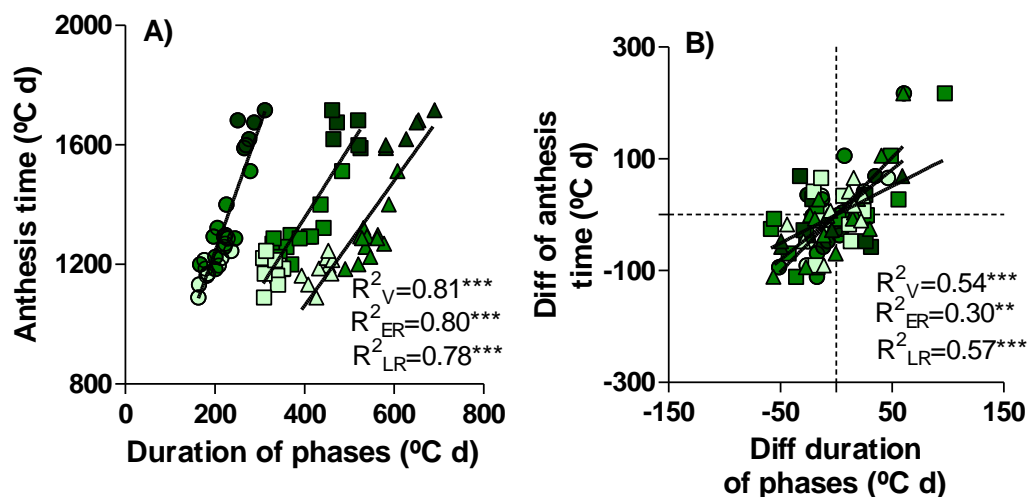 A)
Anthesis time (ºC d)
2000
1600
1200
800
R²V=0.81***
R²ER=0.80***
R²LR=0.78***
0
200
400
600
800
Duration of phases (ºC d)
B)
Diff of anthesis
time (ºC d)
300
100
-100
-300
R²V=0.54***
R²ER=0.30**
R²LR=0.57***
-150
-50
50
150
Diff duration
of phases (ºC d)